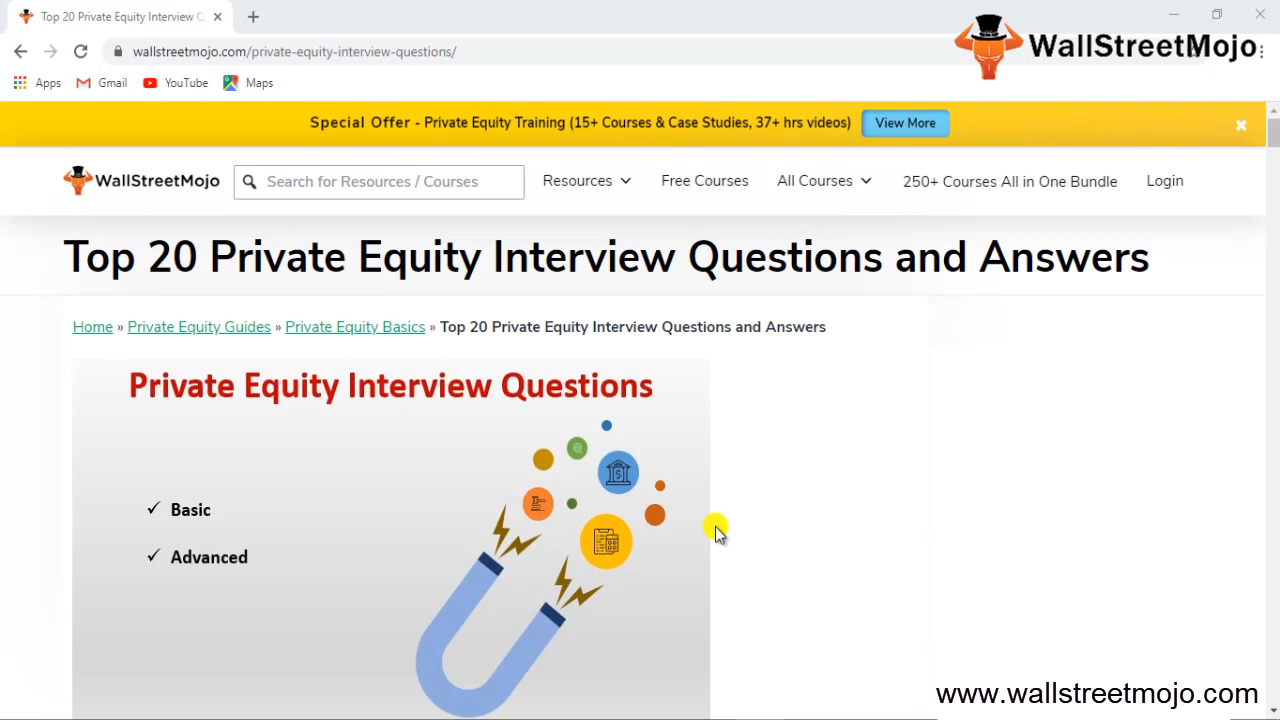 Top 20 Private Equity Interview Q
wallstreetmojo.com/private-equity-interview-questions/
WallStreetMojo
Apps Gmail YouTube Maps
Special Offer - Private Equity Training (15+ Courses & Case Studies, 37+ hrs videos) View More
WallStreetMojo Search for Resources / Courses Resources Free Courses All Courses 250+ Courses All in One Bundle Login
Top 20 Private Equity Interview Questions and Answers
Home » Private Equity Guides » Private Equity Basics » Top 20 Private Equity Interview Questions and Answers
Private Equity Interview Questions
✓ Basic
✓ Advanced
www.wallstreetmojo.com